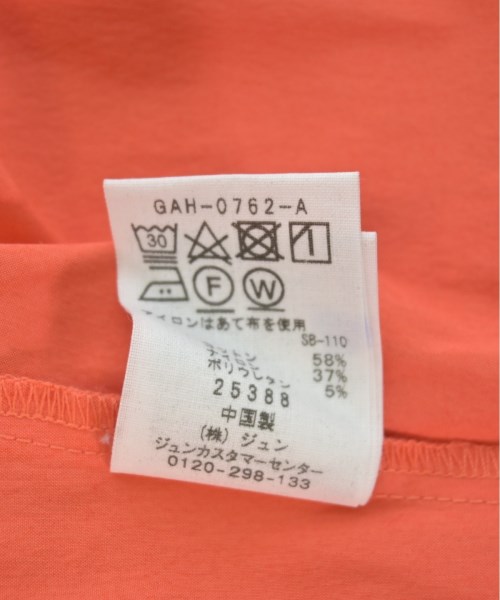 GAH-0762-A
30
F W
アイロンはあて布を使用
SB-110
58%
37%
5%
25388
中国製
(株)ジュン
ジュンカスタマーセンター
0120-298-133